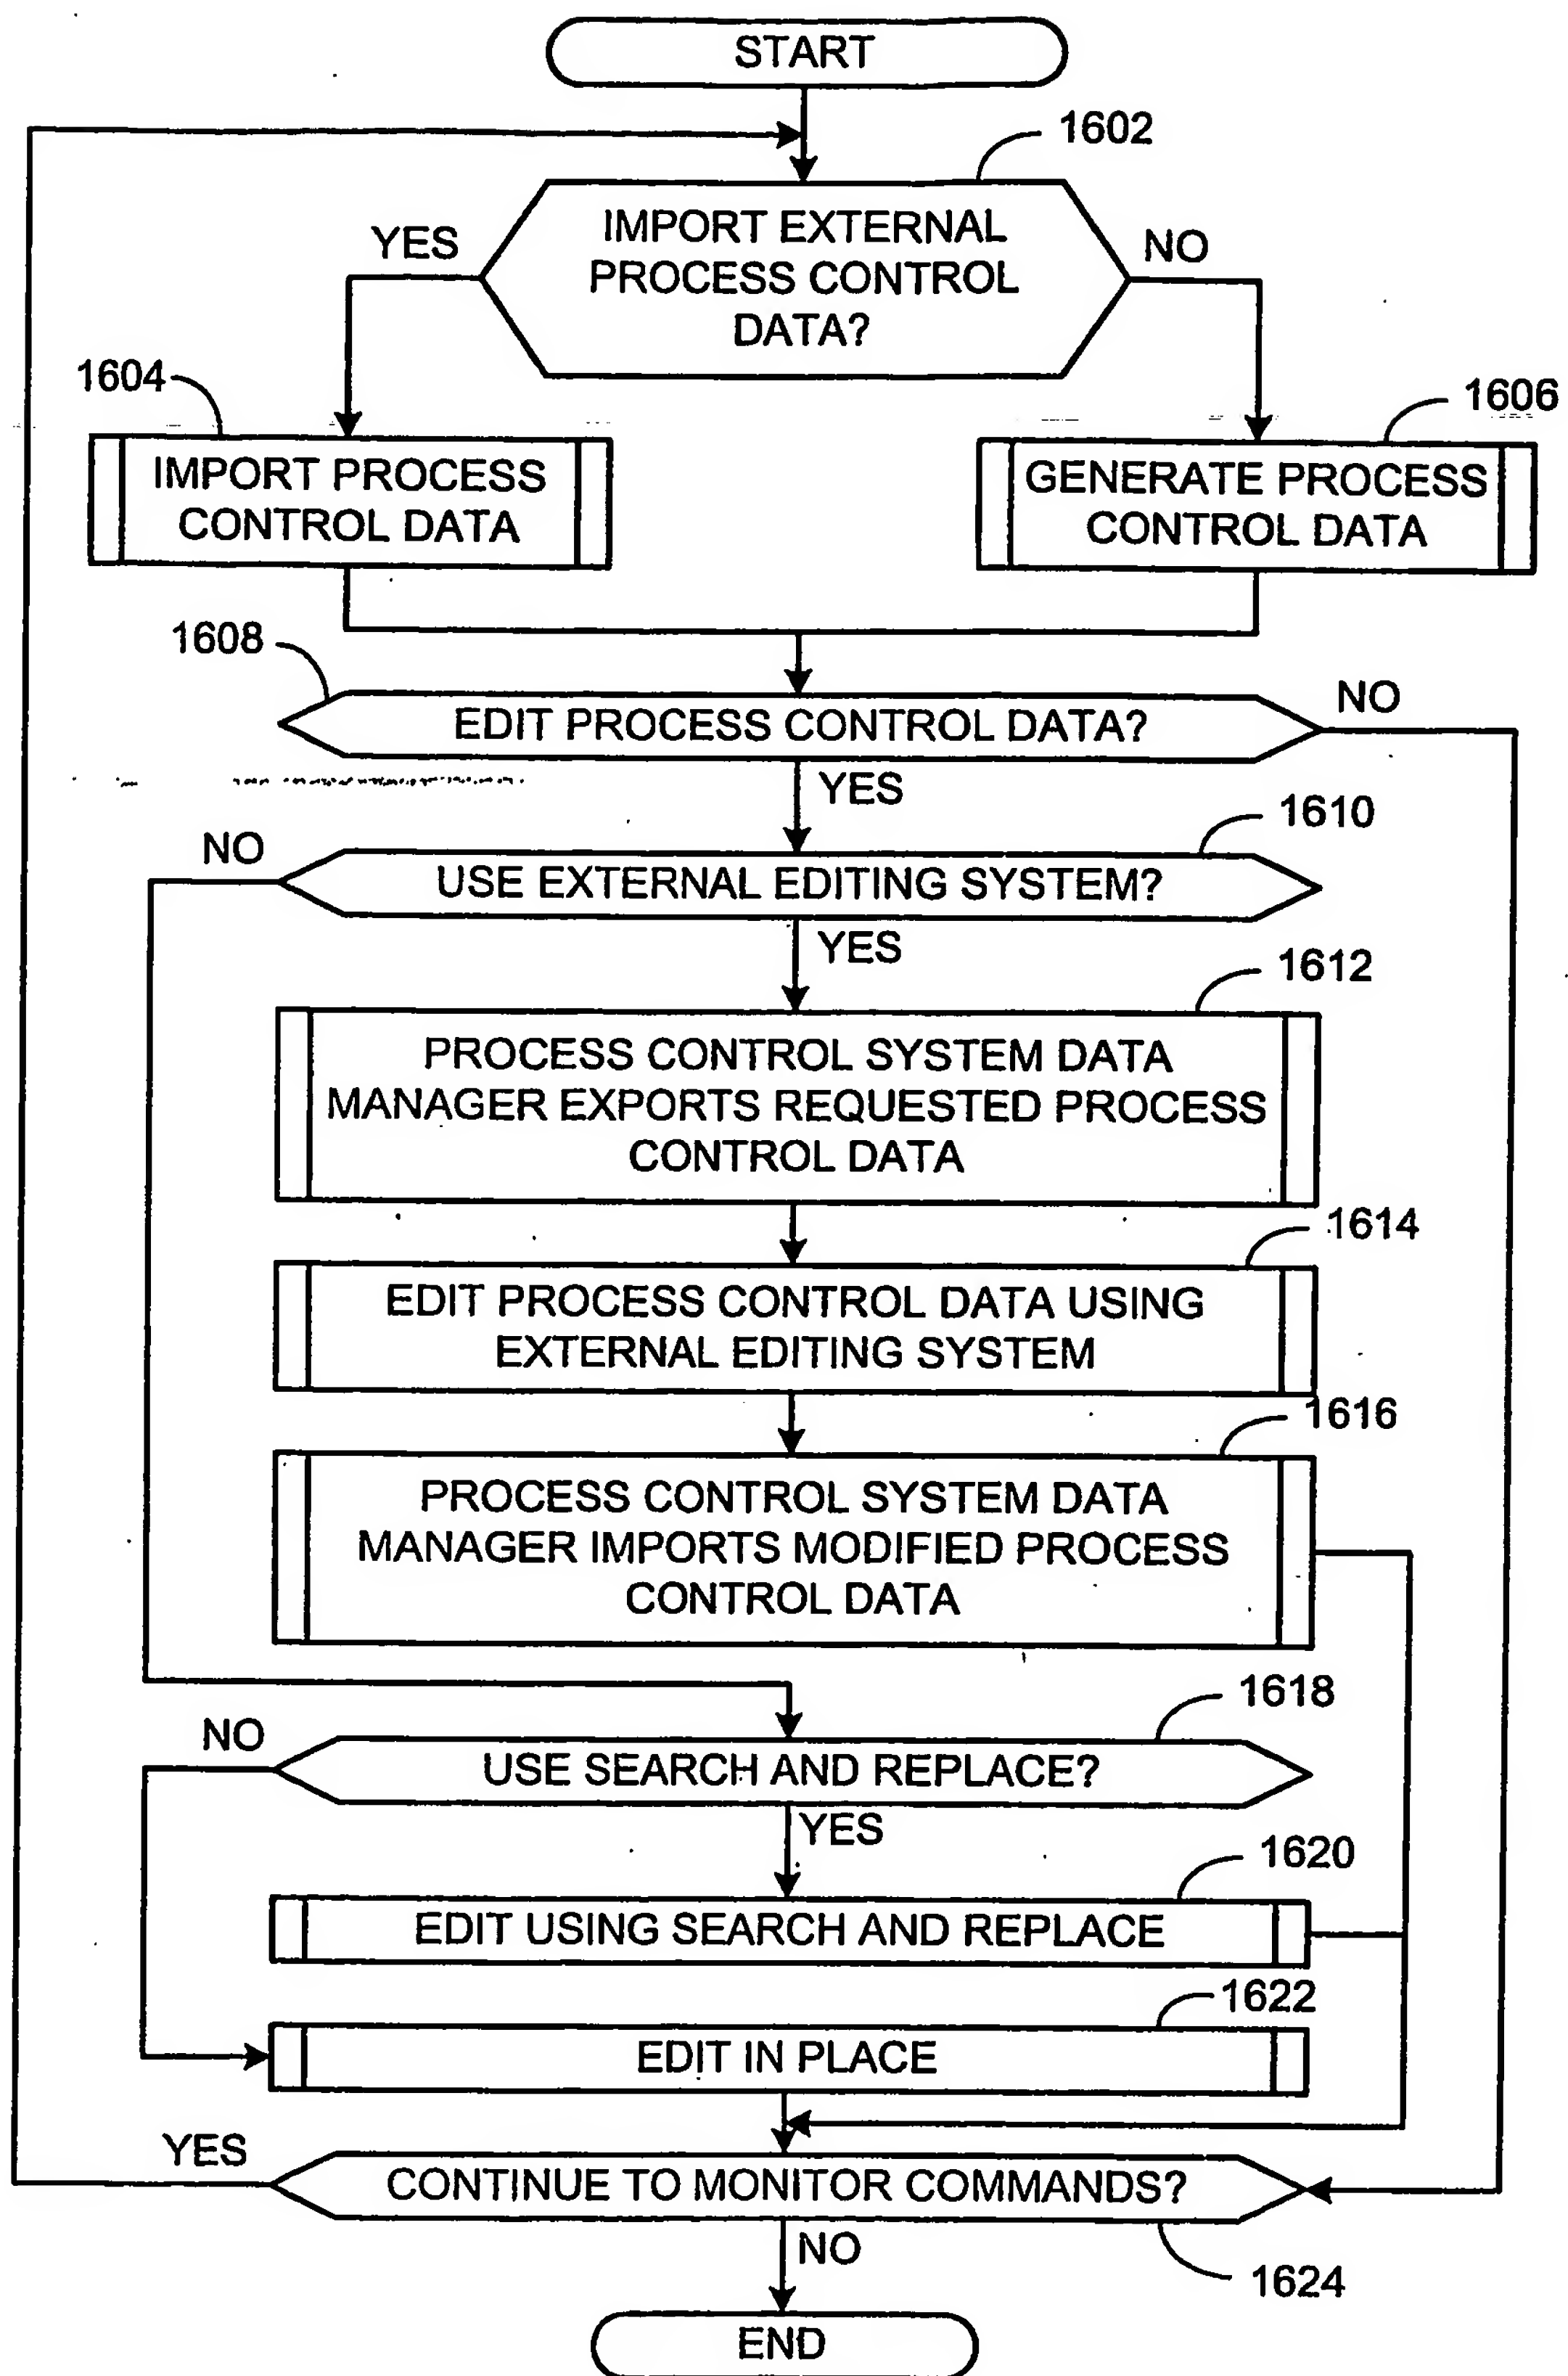 START
1602
IMPORT EXTERNAL
PROCESS CONTROL
DATA?
YES
NO
1604
1606
IMPORT PROCESS
CONTROL DATA
GENERATE PROCESS
CONTROL DATA
1608
EDIT PROCESS CONTROL DATA?
NO
YES
1610
NO
USE EXTERNAL EDITING SYSTEM?
YES
1612
PROCESS CONTROL SYSTEM DATA
MANAGER EXPORTS REQUESTED PROCESS
CONTROL DATA
1614
EDIT PROCESS CONTROL DATA USING
EXTERNAL EDITING SYSTEM
1616
PROCESS CONTROL SYSTEM DATA
MANAGER IMPORTS MODIFIED PROCESS
CONTROL DATA
1618
NO
USE SEARCH AND REPLACE?
YES
1620
EDIT USING SEARCH AND REPLACE
1622
EDIT IN PLACE
YES
CONTINUE TO MONITOR COMMANDS?
NO
1624
END